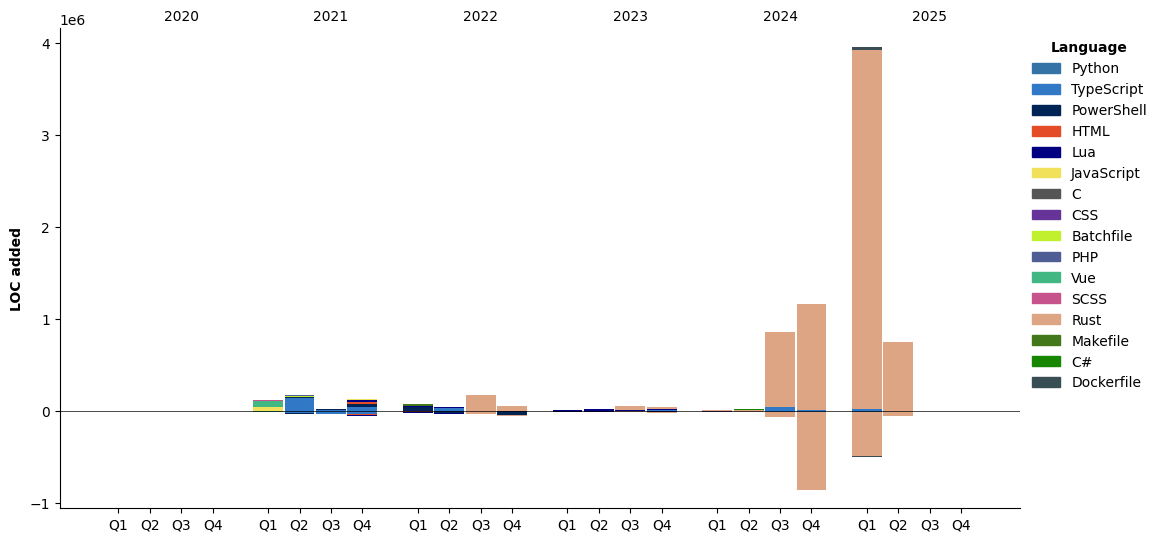 1e6
2020 2021 2022 2023 2024 2025
4
3
2
1
0
−1
LOC added
Q1 Q2 Q3 Q4 Q1 Q2 Q3 Q4 Q1 Q2 Q3 Q4 Q1 Q2 Q3 Q4 Q1 Q2 Q3 Q4 Q1 Q2 Q3 Q4
Language
Python
TypeScript
PowerShell
HTML
Lua
JavaScript
C
CSS
Batchfile
PHP
Vue
SCSS
Rust
Makefile
C#
Dockerfile